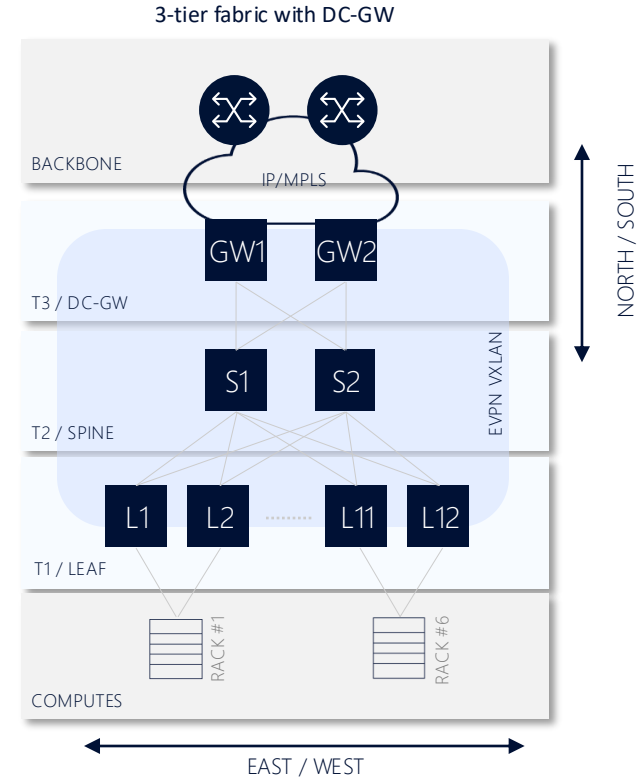 3-tier fabric with DC-GW
BACKBONE
IP/MPLS
NORTH / SOUTH
GW1
GW2
T3 / DC-GW
S1
S2
EVPN VXLAN
T2 / SPINE
L1
L2
.........
L11
L12
T1 / LEAF
RACK #1
RACK #6
COMPUTES
EAST / WEST